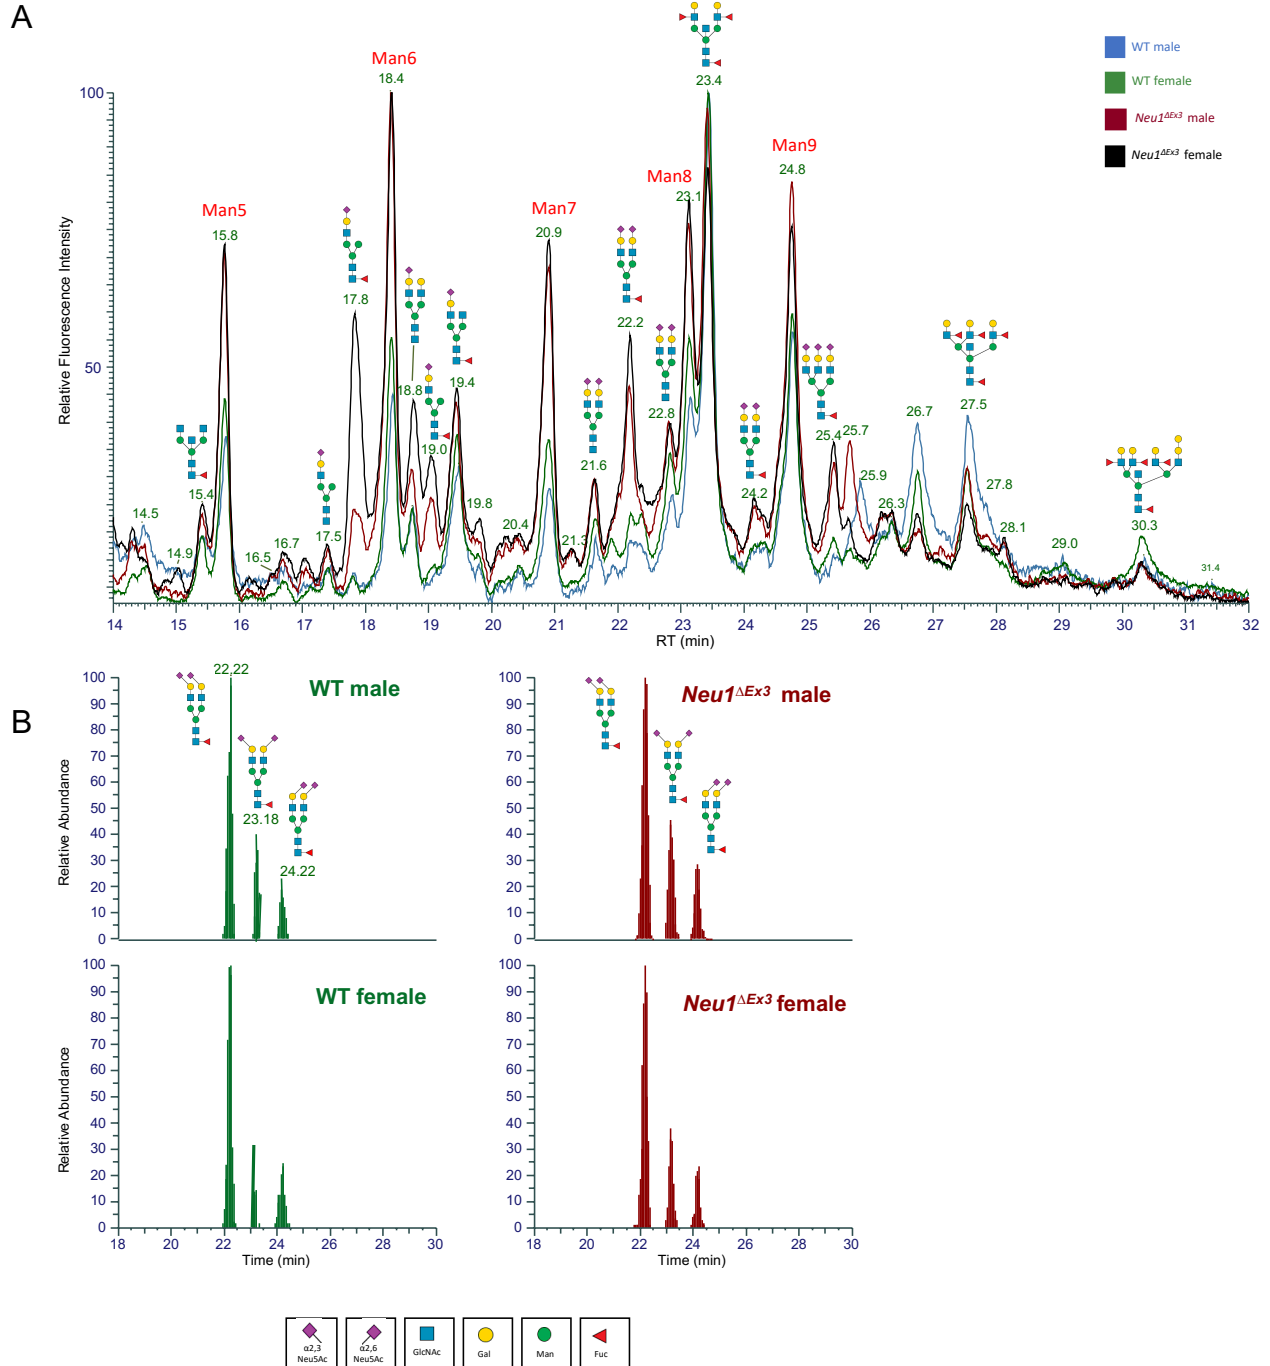 A
WT male
WT female
Neu1ΔEx3 male
Neu1ΔEx3 female
Relative Fluorescence Intensity
100
50
Man5
Man6
Man7
Man8
Man9
14.5
14.9
15.4
15.8
16.5
16.7
17.5
17.8
18.4
18.8
19.0
19.4
19.8
20.4
20.9
21.3
21.6
22.2
22.8
23.1
23.4
24.2
24.8
25.4
25.7
25.9
26.3
26.7
27.5
27.8
28.1
29.0
30.3
31.4
14 15 16 17 18 19 20 21 22 23 24 25 26 27 28 29 30 31 32
RT (min)
B
WT male
Relative Abundance
100
90
80
70
60
50
40
30
20
10
0
22.22
23.18
24.22
Neu1ΔEx3 male
100
90
80
70
60
50
40
30
20
10
0
WT female
Relative Abundance
100
90
80
70
60
50
40
30
20
10
0
18 20 22 24 26 28 30
Time (min)
Neu1ΔEx3 female
100
90
80
70
60
50
40
30
20
10
0
18 20 22 24 26 28 30
Time (min)
α2,3
Neu5Ac
α2,6
Neu5Ac
GlcNAc
Gal
Man
Fuc